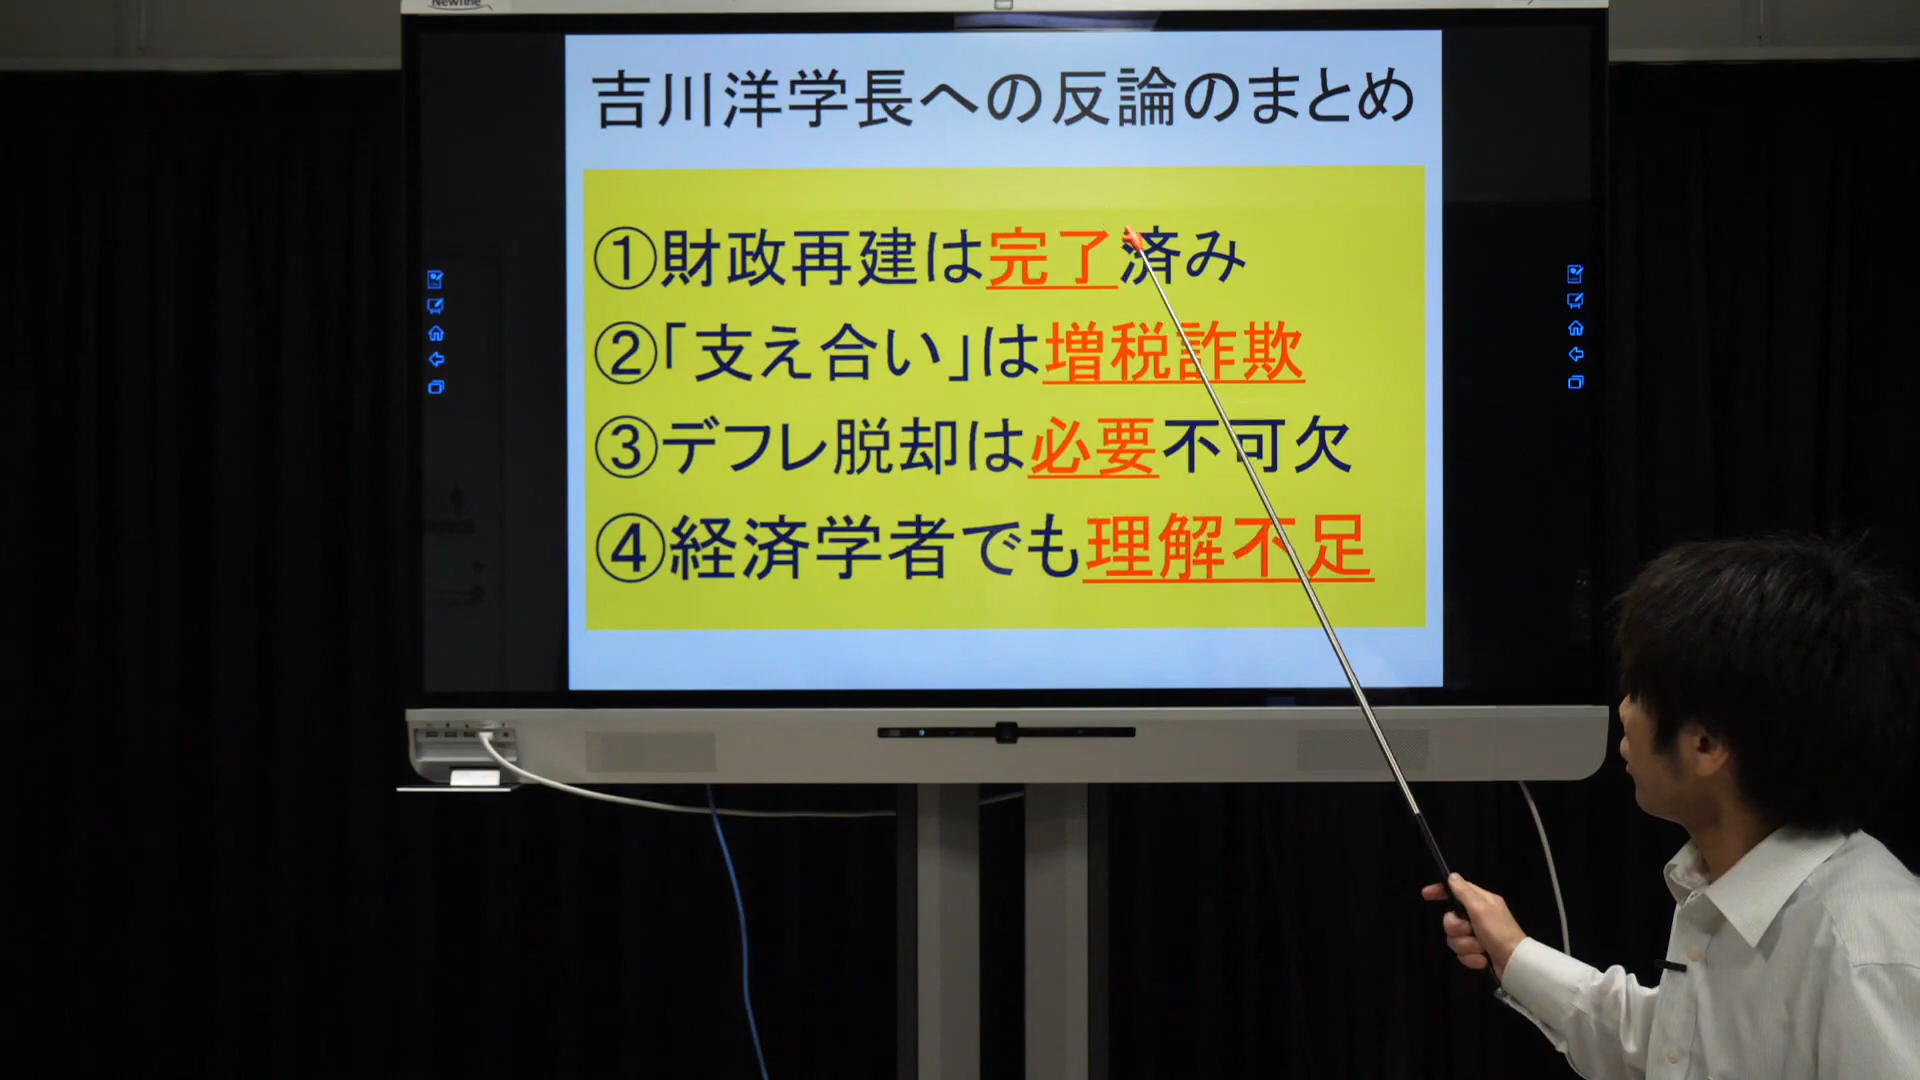 Newline
吉川洋学長への反論のまとめ
①財政再建は完了済み
②「支え合い」は増税詐欺
③デフレ脱却は必要不可欠
④経済学者でも理解不足